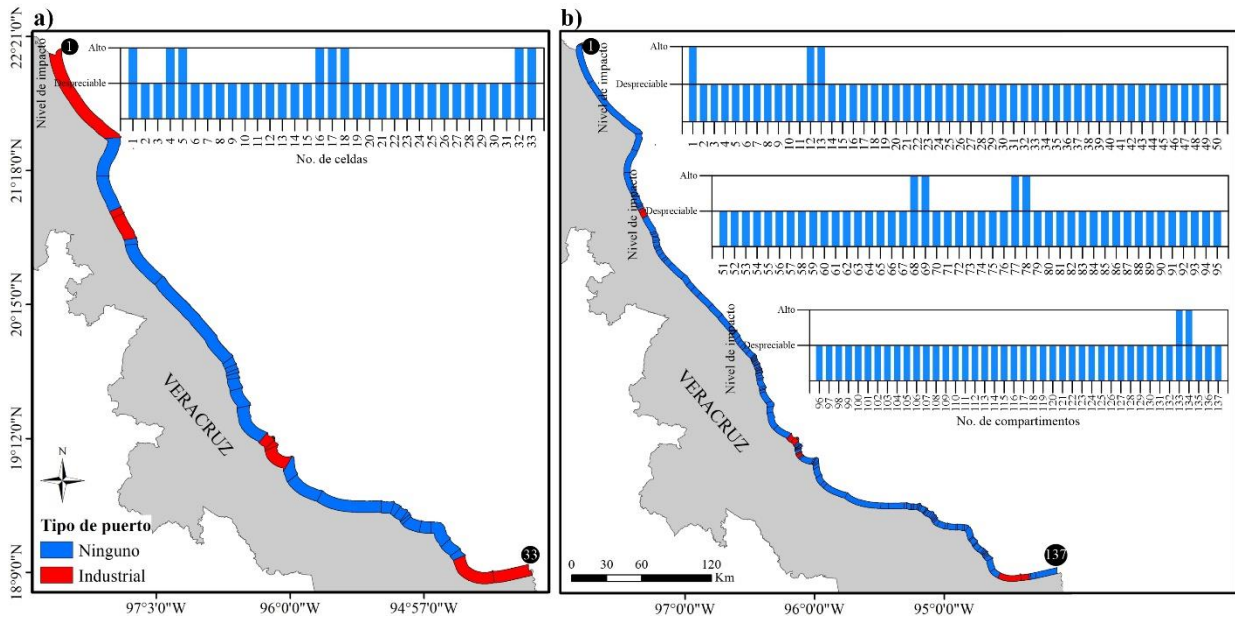 a)
22°21'0"N
21°18'0"N
20°15'0"N
19°12'0"N
18°9'0"N
1
Nivel de impacto
Alto
Despreciable
1 2 3 4 5 6 7 8 9 10 11 12 13 14 15 16 17 18 19 20 21 22 23 24 25 26 27 28 29 30 31 32 33
No. de celdas
VERACRUZ
N
Tipo de puerto
Ninguno
Industrial
33
97°3'0"W 96°0'0"W 94°57'0"W
b)
1
Nivel de impacto
Alto
Despreciable
1 2 3 4 5 6 7 8 9 10 11 12 13 14 15 16 17 18 19 20 21 22 23 24 25 26 27 28 29 30 31 32 33 34 35 36 37 38 39 40 41 42 43 44 45 46 47 48 49 50
Nivel de impacto
Alto
Despreciable
51 52 53 54 55 56 57 58 59 60 61 62 63 64 65 66 67 68 69 70 71 72 73 74 75 76 77 78 79 80 81 82 83 84 85 86 87 88 89 90 91 92 93 94 95
Nivel de impacto
Alto
Despreciable
96 97 98 99 100 101 102 103 104 105 106 107 108 109 110 111 112 113 114 115 116 117 118 119 120 121 122 123 124 125 126 127 128 129 130 131 132 133 134 135 136 137
No. de compartimentos
VERACRUZ
137
0 30 60 120
Km
97°0'0"W 96°0'0"W 95°0'0"W